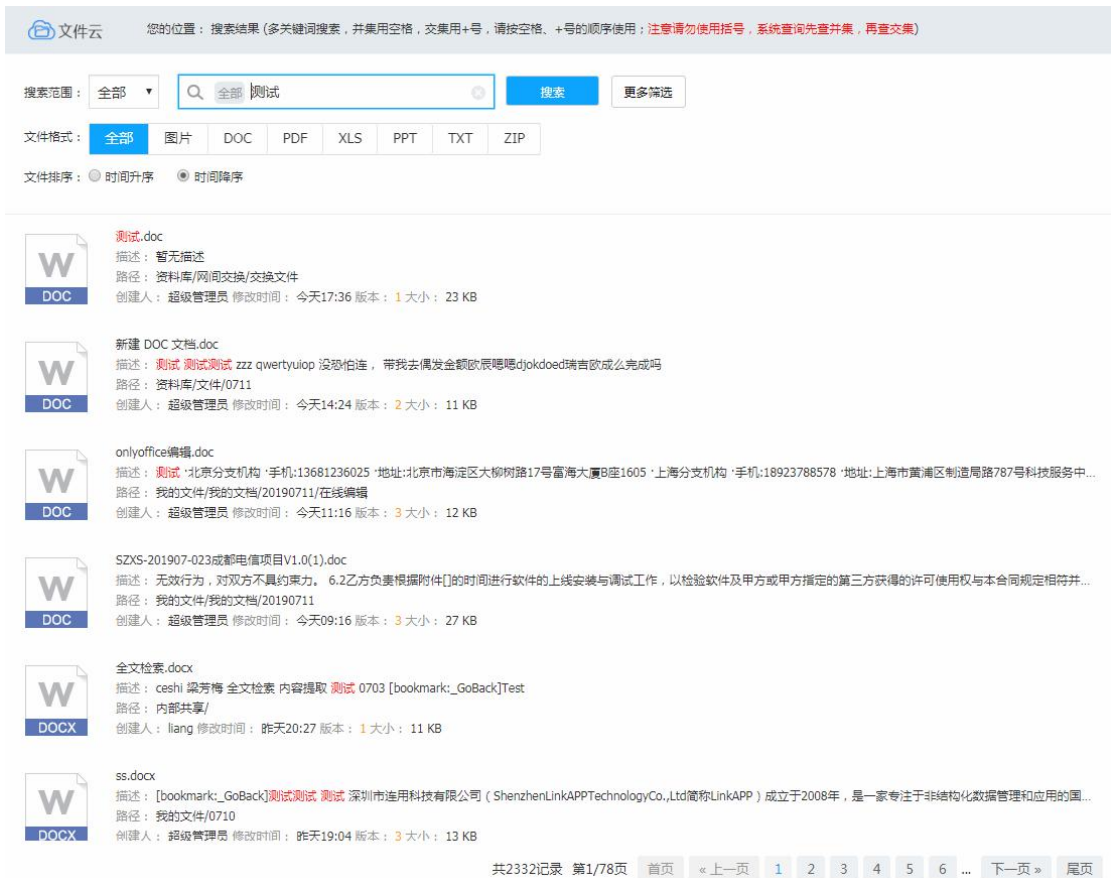 文件云 您的位置： 搜索结果 (多关键词搜索，并集用空格，交集用+号，请按空格、+号的顺序使用；注意请勿使用括号，系统查询先查并集，再查交集)
搜索范围： 全部 全部 测试 搜索 更多筛选
文件格式： 全部 图片 DOC PDF XLS PPT TXT ZIP
文件排序： 时间升序 时间降序
测试.doc
描述： 暂无描述
路径： 资料库/网间交换/交换文件
W DOC 创建人： 超级管理员 修改时间： 今天17:36 版本： 1 大小： 23 KB
新建 DOC 文档.doc
描述： 测试 测试测试 zzz qwertyuiop 没恐怕连， 带我去偶发金额欧辰嗯嗯djokdoed瑞吉欧成么完成吗
路径： 资料库/文件/0711
W DOC 创建人： 超级管理员 修改时间： 今天14:24 版本： 2 大小： 11 KB
onlyoffice编辑.doc
描述： 测试 ·北京分支机构 ·手机:13681236025 ·地址:北京市海淀区大柳树路17号富海大厦B座1605 ·上海分支机构 ·手机:18923788578 ·地址:上海市黄浦区制造局路787号科技服务中...
路径： 我的文件/我的文档/20190711/在线编辑
W DOC 创建人： 超级管理员 修改时间： 今天11:16 版本： 3 大小： 12 KB
SZXS-201907-023成都电信项目V1.0(1).doc
描述： 无效行为，对双方不具约束力。 6.2乙方负责根据附件[]的时间进行软件的上线安装与调试工作，以检验软件及甲方或甲方指定的第三方获得的许可使用权与本合同规定相符并...
路径： 我的文件/我的文档/20190711
W DOC 创建人： 超级管理员 修改时间： 今天09:16 版本： 3 大小： 27 KB
全文检索.docx
描述： ceshi 梁芳梅 全文检索 内容提取 测试 0703 [bookmark:_GoBack]Test
路径： 内部共享/
W DOCX 创建人： liang 修改时间： 昨天20:27 版本： 1 大小： 11 KB
ss.docx
描述： [bookmark:_GoBack]测试测试 测试 深圳市连用科技有限公司（ShenzhenLinkAPPTechnologyCo.,Ltd简称LinkAPP）成立于2008年，是一家专注于非结构化数据管理和应用的国...
路径： 我的文件/0710
W DOCX 创建人： 超级管理员 修改时间： 昨天19:04 版本： 3 大小： 13 KB
共2332记录 第1/78页 首页 «上一页 1 2 3 4 5 6 ... 下一页» 尾页